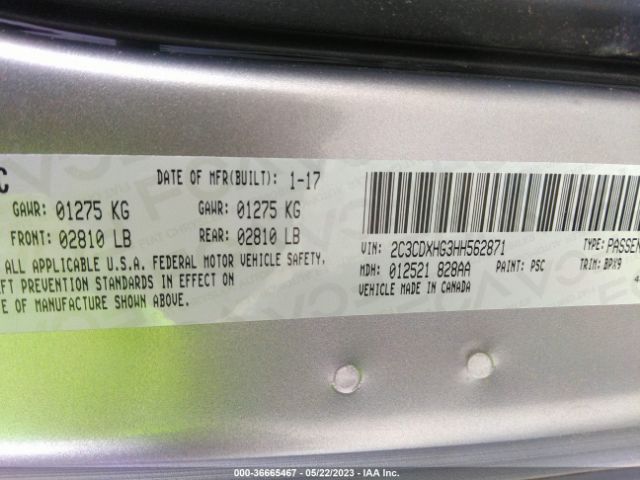 C DATE OF MFR(BUILT): 1-17
GAWR: 01275 KG GAWR: 01275 KG
FRONT: 02810 LB REAR: 02810 LB
ALL APPLICABLE U.S.A. FEDERAL MOTOR VEHICLE SAFETY,
FT PREVENTION STANDARDS IN EFFECT ON
OF MANUFACTURE SHOWN ABOVE.
VIN: 2C3CDXHG3HH562871 TYPE: PASSEN
MDH: 012521 828AA PAINT: PSC TRIM: BPX9
VEHICLE MADE IN CANADA 4
000-36665467 - 05/22/2023 - IAA Inc.